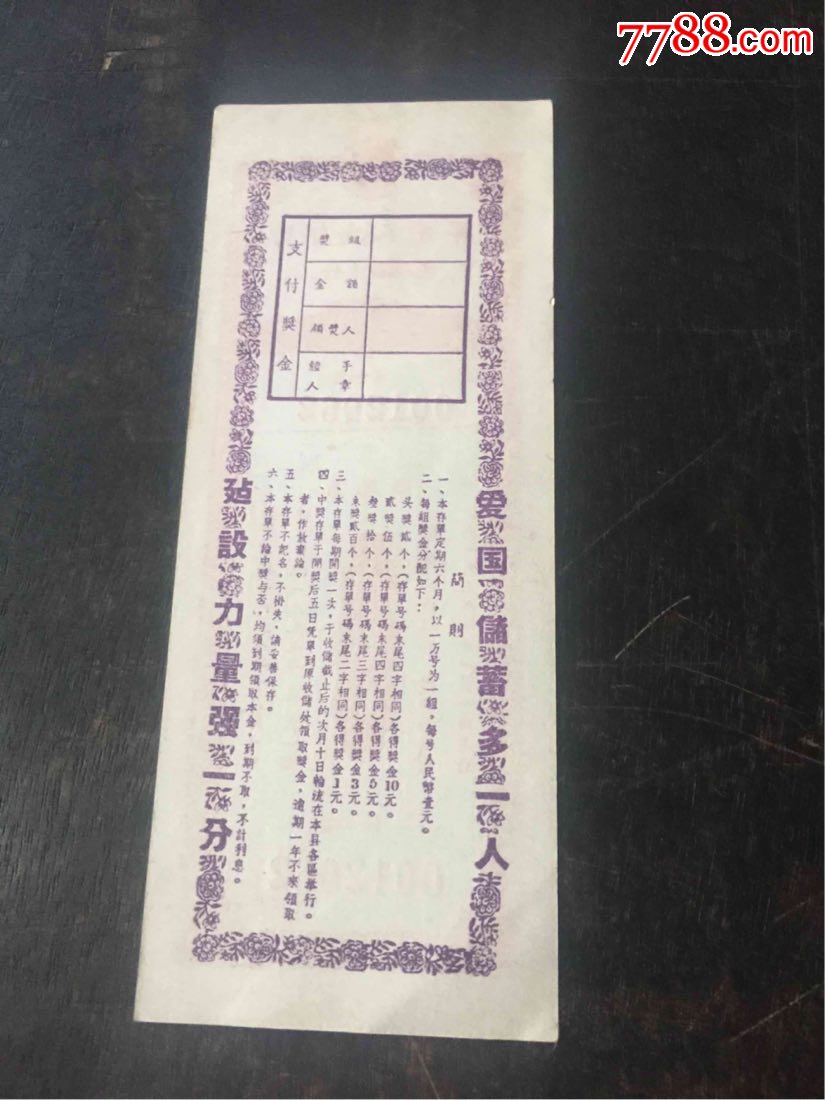 7788.com
支付獎金
獎組
金額
領獎人
經手
人章
愛国儲蓄多一人
簡則
一、本存單定期六个月，以一万号为一組，每号人民幣壹元。
二、每組獎金分配如下：
头獎貳个，（存單号碼末尾四字相同）各得獎金10元。
貳獎伍个，（存單号碼末尾四字相同）各得獎金5元。
叁獎拾个，（存單号碼末尾三字相同）各得獎金3元。
末獎貳百个，（存單号碼末尾二字相同）各得獎金1元。
三、本存單每期開獎一次，于收儲截止后的次月十日輪流在本县各區举行。
四、中獎存單于開獎后五日凭單到原收儲处領取獎金，逾期一年不來領取
者，作放棄論。
五、本存單不記名，不掛失，請妥善保存。
六、本存單不論中獎与否，均須到期領取本金，到期不取，不計利息。
建設力量强一分